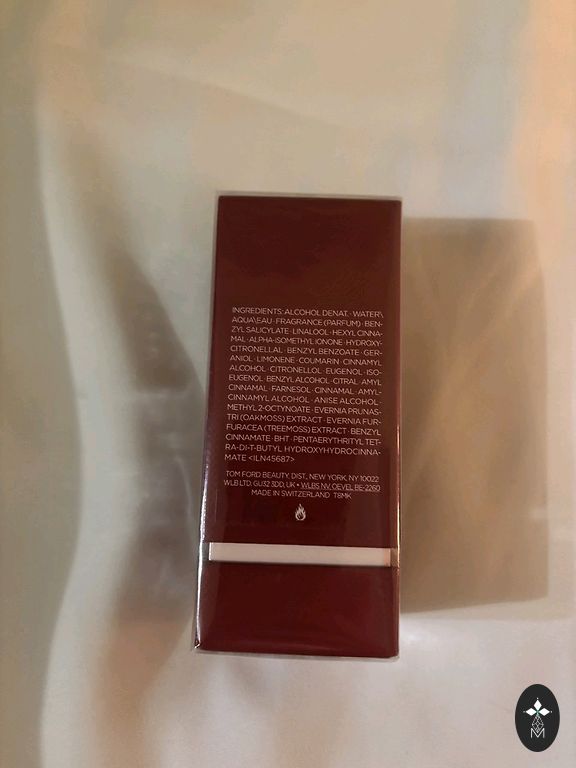 INGREDIENTS: ALCOHOL DENAT. · WATER\
AQUA\EAU · FRAGRANCE (PARFUM) · BEN-
ZYL SALICYLATE · LINALOOL · HEXYL CINNA-
MAL · ALPHA-ISOMETHYL IONONE · HYDROXY-
CITRONELLAL · BENZYL BENZOATE · GER-
ANIOL · LIMONENE · COUMARIN · CINNAMYL
ALCOHOL · CITRONELLOL · EUGENOL · ISO-
EUGENOL · BENZYL ALCOHOL · CITRAL · AMYL
CINNAMAL · FARNESOL · CINNAMAL · AMYL-
CINNAMYL ALCOHOL · ANISE ALCOHOL ·
METHYL 2-OCTYNOATE · EVERNIA PRUNAS-
TRI (OAKMOSS) EXTRACT · EVERNIA FUR-
FURACEA (TREEMOSS) EXTRACT · BENZYL
CINNAMATE · BHT · PENTAERYTHRITYL TET-
RA-DI-T-BUTYL HYDROXYHYDROCINNA-
MATE <ILN45687>
TOM FORD BEAUTY, DIST., NEW YORK, NY 10022
WLB LTD. GU32 3DD, UK • WLBS NV, OEVEL BE-2260
MADE IN SWITZERLAND T8MK
M